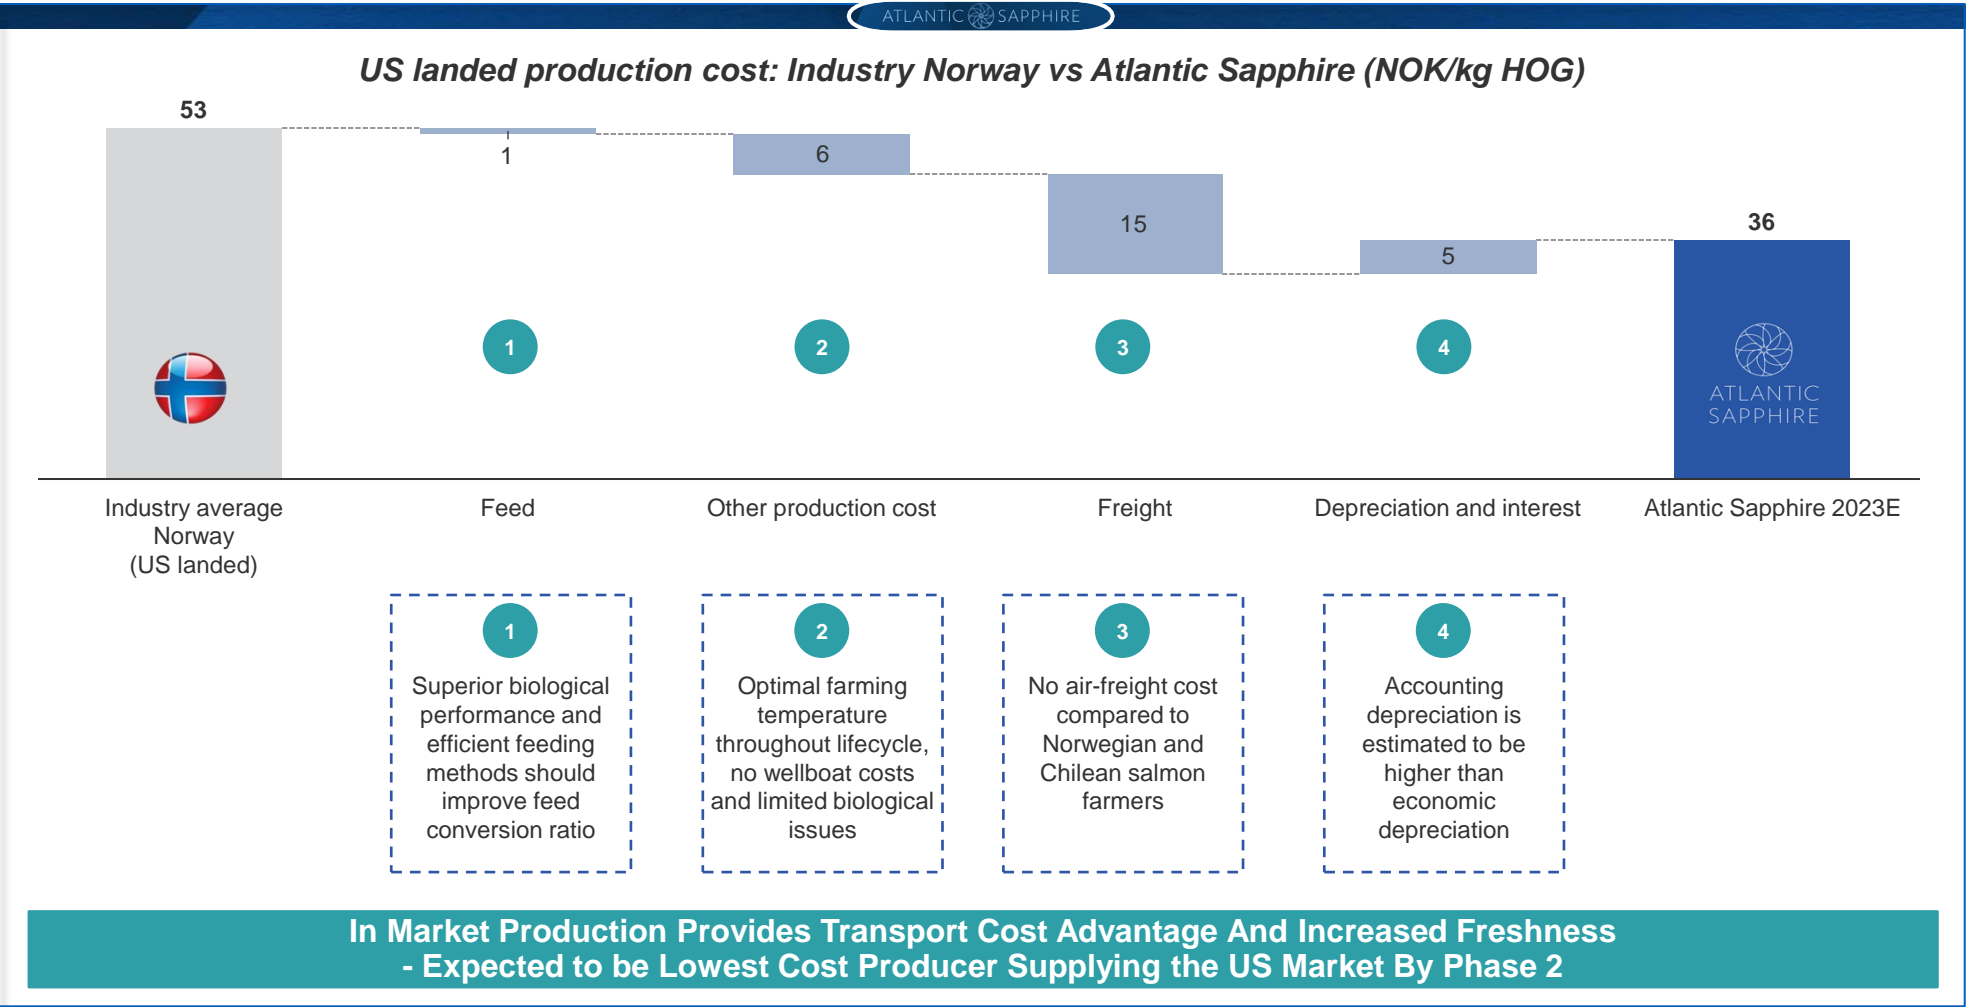 ATLANTIC SAPPHIRE
US landed production cost: Industry Norway vs Atlantic Sapphire (NOK/kg HOG)
53
1
6
15
5
36
1
2
3
4
ATLANTIC
SAPPHIRE
Industry average
Norway
(US landed)
Feed
Other production cost
Freight
Depreciation and interest
Atlantic Sapphire 2023E
1
Superior biological
performance and
efficient feeding
methods should
improve feed
conversion ratio
2
Optimal farming
temperature
throughout lifecycle,
no wellboat costs
and limited biological
issues
3
No air-freight cost
compared to
Norwegian and
Chilean salmon
farmers
4
Accounting
depreciation is
estimated to be
higher than
economic
depreciation
In Market Production Provides Transport Cost Advantage And Increased Freshness
- Expected to be Lowest Cost Producer Supplying the US Market By Phase 2